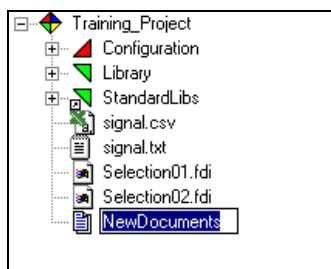 Training_Project
Configuration
Library
StandardLibs
signal.csv
signal.txt
Selection01.fdi
Selection02.fdi
NewDocuments